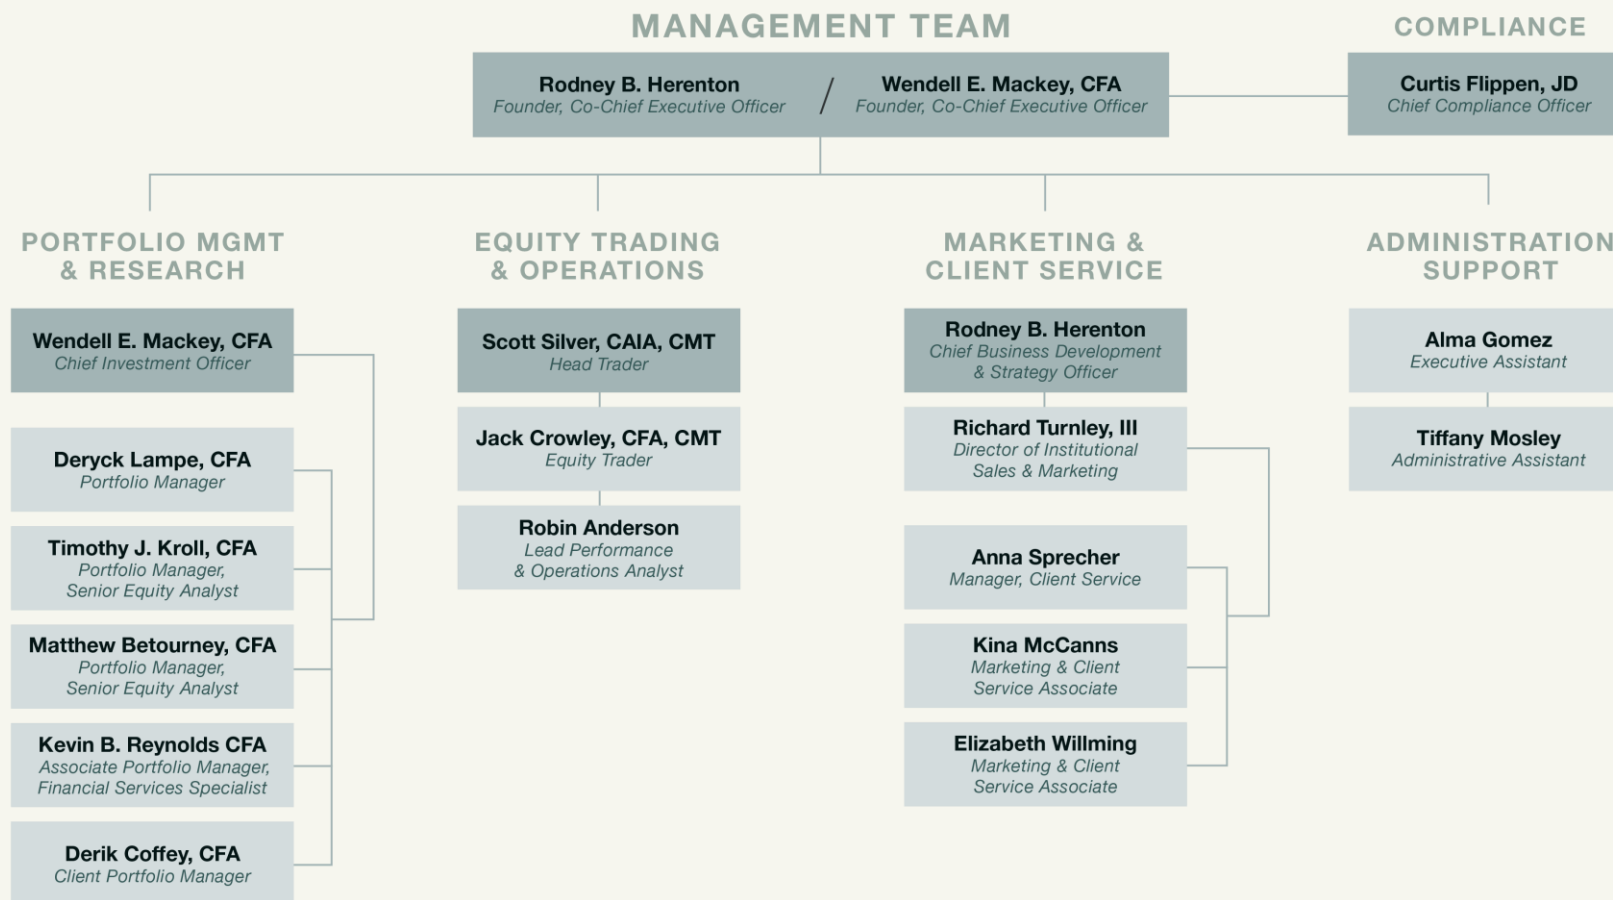 MANAGEMENT TEAM
COMPLIANCE
Rodney B. Herenton / Wendell E. Mackey, CFA
Founder, Co-Chief Executive Officer Founder, Co-Chief Executive Officer
Curtis Flippen, JD
Chief Compliance Officer
PORTFOLIO MGMT
& RESEARCH
Wendell E. Mackey, CFA
Chief Investment Officer
Deryck Lampe, CFA
Portfolio Manager
Timothy J. Kroll, CFA
Portfolio Manager,
Senior Equity Analyst
Matthew Betourney, CFA
Portfolio Manager,
Senior Equity Analyst
Kevin B. Reynolds CFA
Associate Portfolio Manager,
Financial Services Specialist
Derik Coffey, CFA
Client Portfolio Manager
EQUITY TRADING
& OPERATIONS
Scott Silver, CAIA, CMT
Head Trader
Jack Crowley, CFA, CMT
Equity Trader
Robin Anderson
Lead Performance
& Operations Analyst
MARKETING &
CLIENT SERVICE
Rodney B. Herenton
Chief Business Development
& Strategy Officer
Richard Turnley, III
Director of Institutional
Sales & Marketing
Anna Sprecher
Manager, Client Service
Kina McCanns
Marketing & Client
Service Associate
Elizabeth Willming
Marketing & Client
Service Associate
ADMINISTRATION
SUPPORT
Alma Gomez
Executive Assistant
Tiffany Mosley
Administrative Assistant